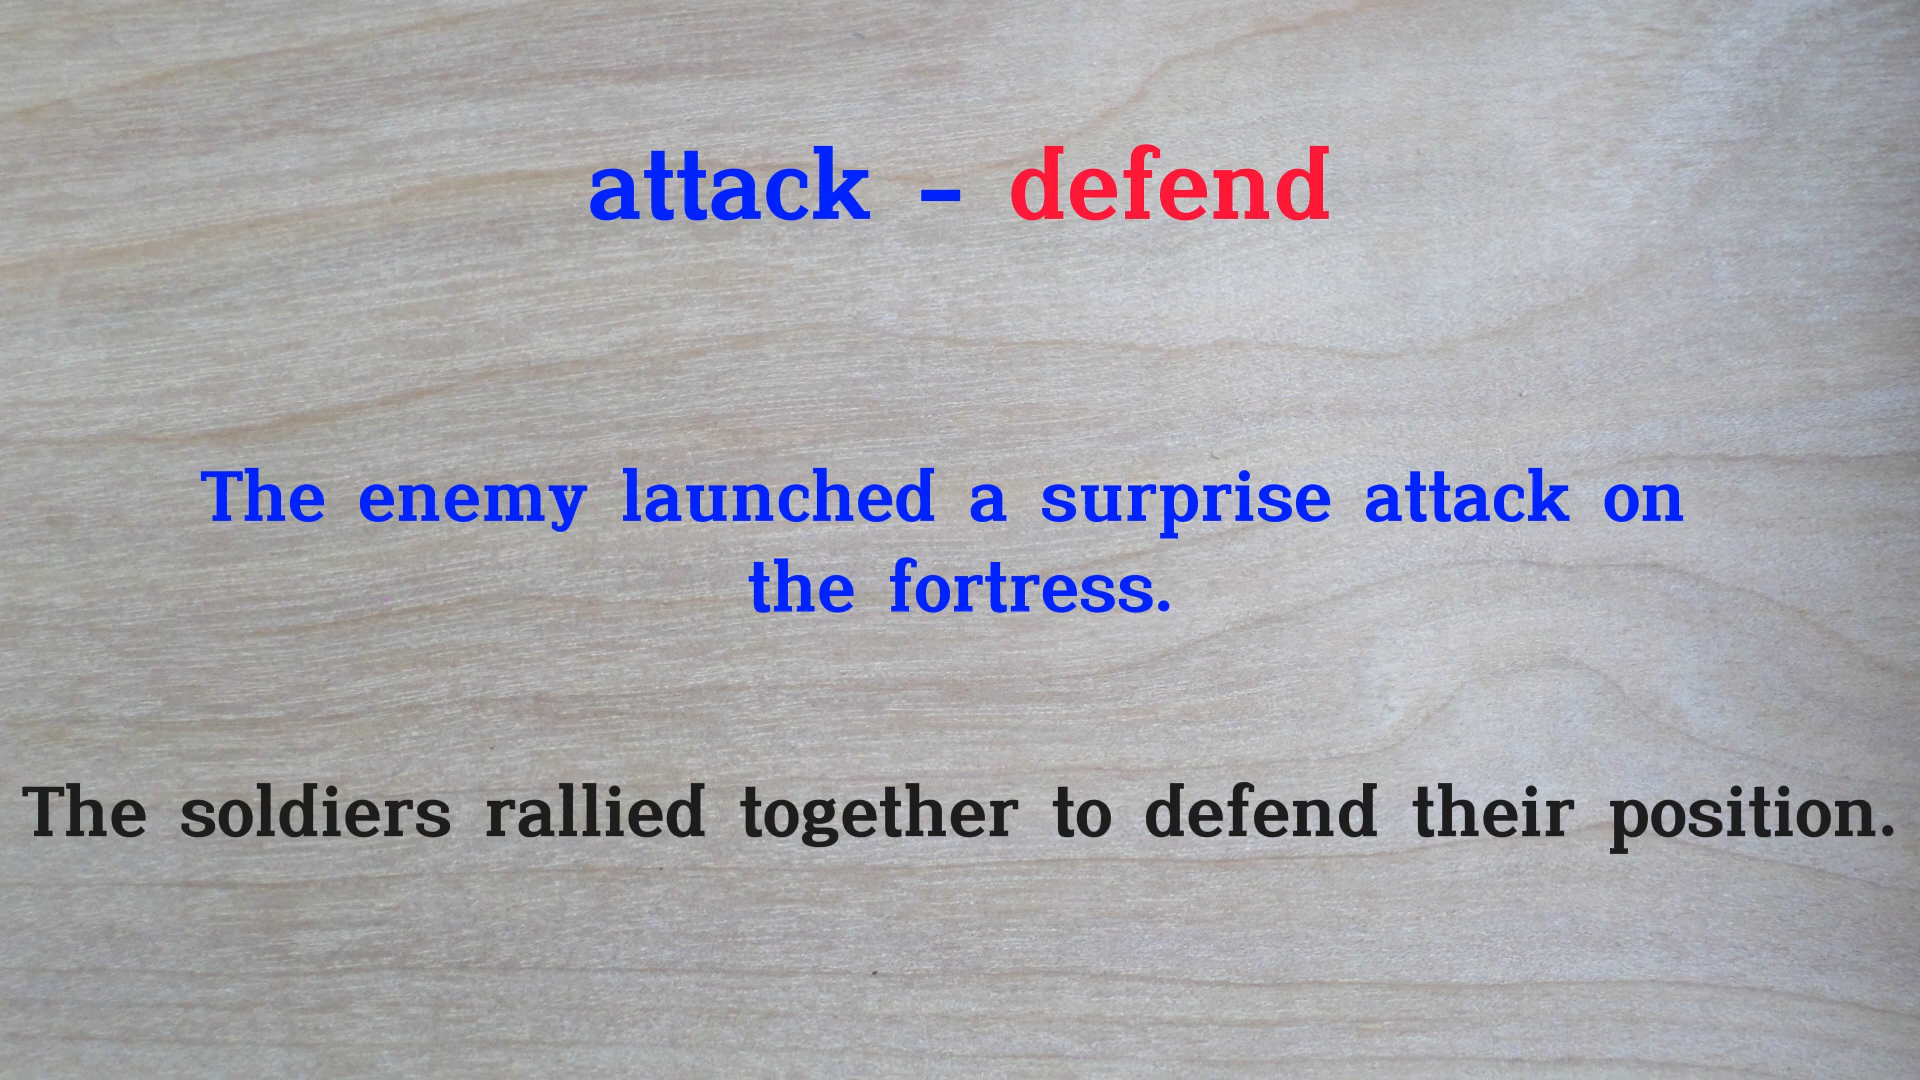 attack - defend
The enemy launched a surprise attack on
the fortress.
The soldiers rallied together to defend their position.